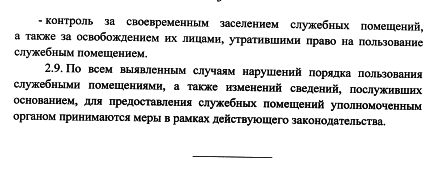 - контроль за своевременным заселением служебных помещений,
а также за освобождением их лицами, утратившими право на пользование
служебным помещением.
2.9. По всем выявленным случаям нарушений порядка пользования
служебными помещениями, а также изменений сведений, послуживших
основанием, для предоставления служебных помещений уполномоченным
органом принимаются меры в рамках действующего законодательства.